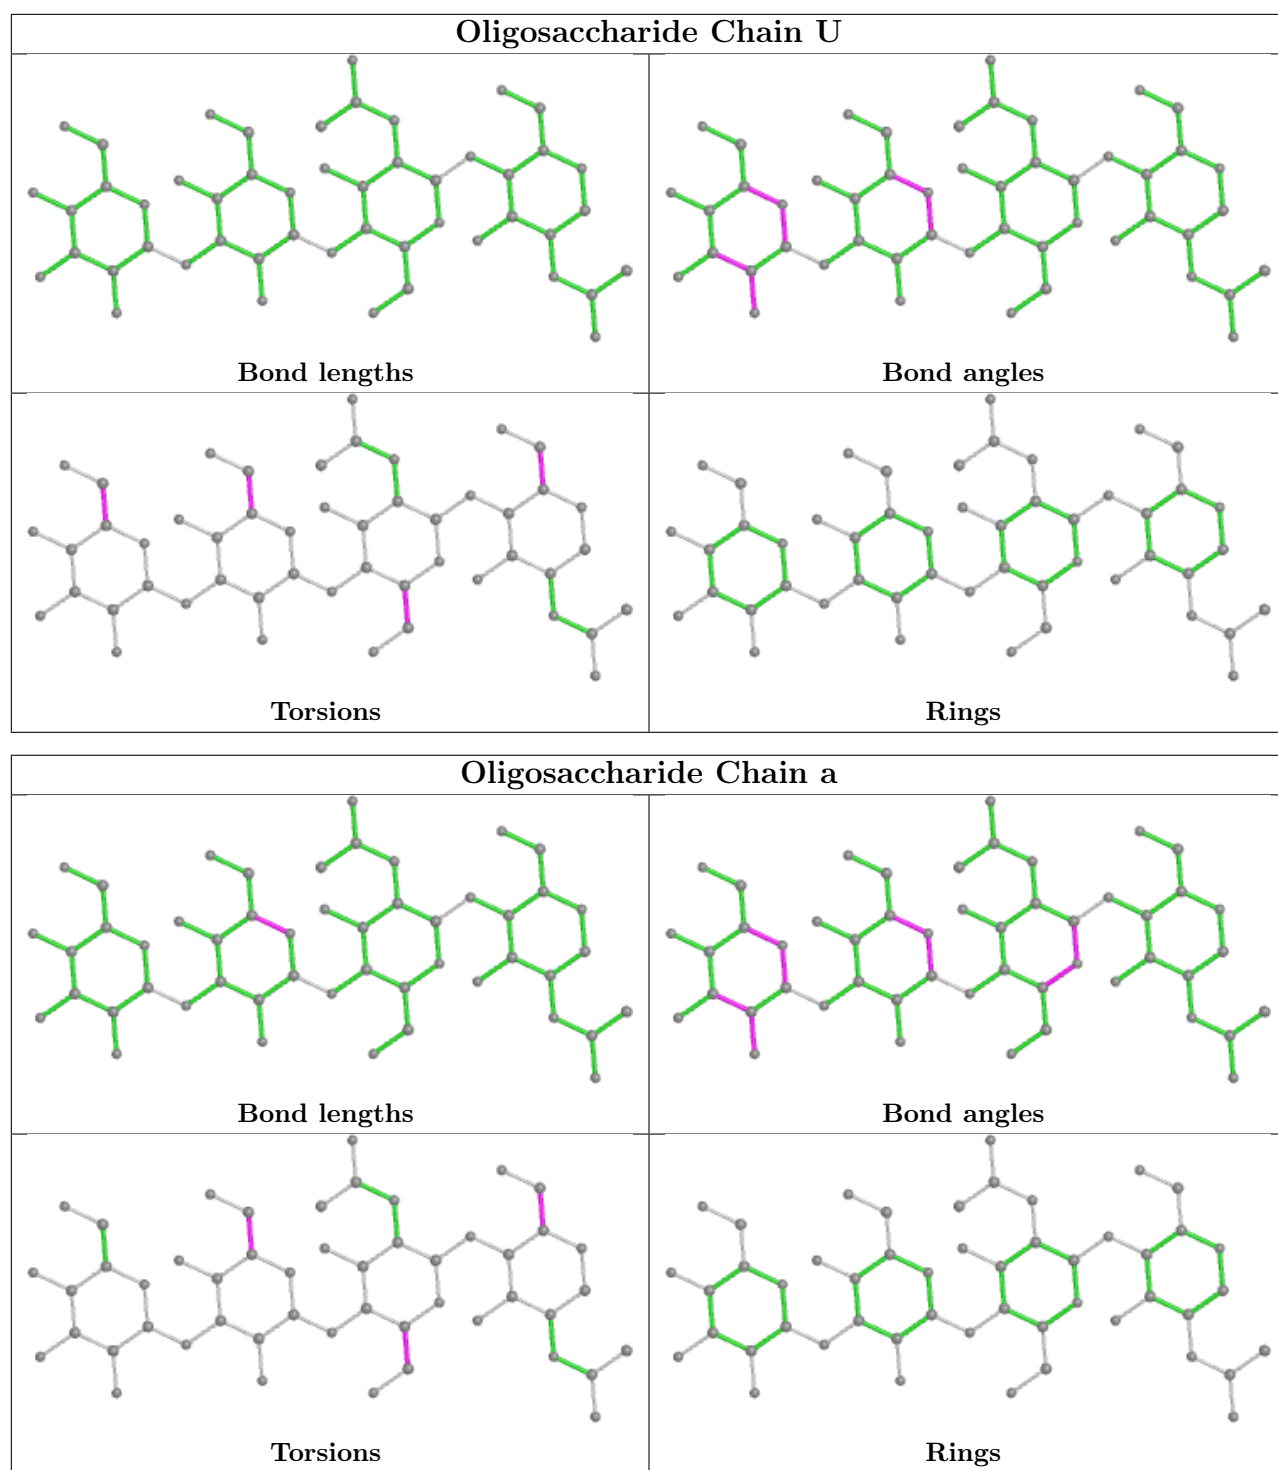 Oligosaccharide Chain U
Bond lengths
Bond angles
Torsions
Rings
Oligosaccharide Chain a
Bond lengths
Bond angles
Torsions
Rings